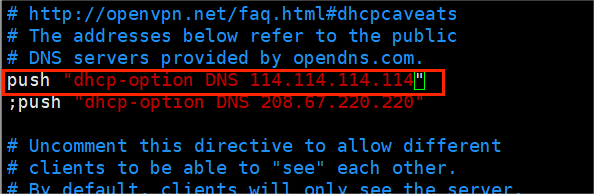 # http://openvpn.net/faq.html#dhcpcaveats
# The addresses below refer to the public
# DNS servers provided by opendns.com.
push "dhcp-option DNS 114.114.114.114"
;push "dhcp-option DNS 208.67.220.220"
# Uncomment this directive to allow different
# clients to be able to "see" each other.
# By default, clients will only see the server.